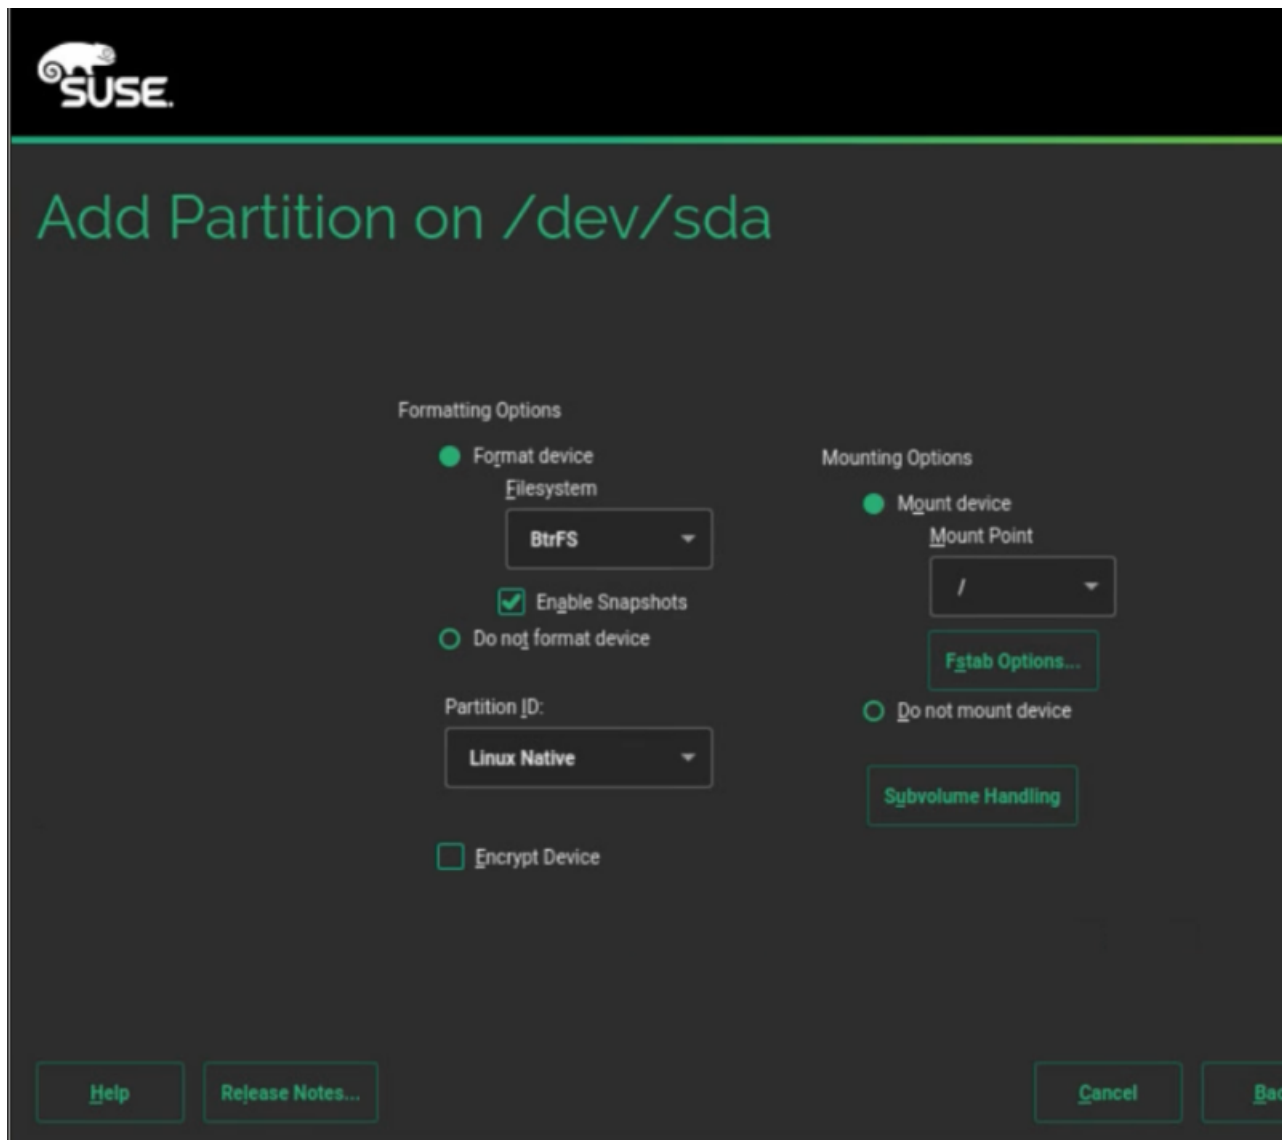 SUSE.
Add Partition on /dev/sda
Formatting Options
Format device
Filesystem
BtrFS
Enable Snapshots
Do not format device
Partition ID:
Linux Native
Encrypt Device
Mounting Options
Mount device
Mount Point
/
Fstab Options...
Do not mount device
Subvolume Handling
Help
Release Notes...
Cancel